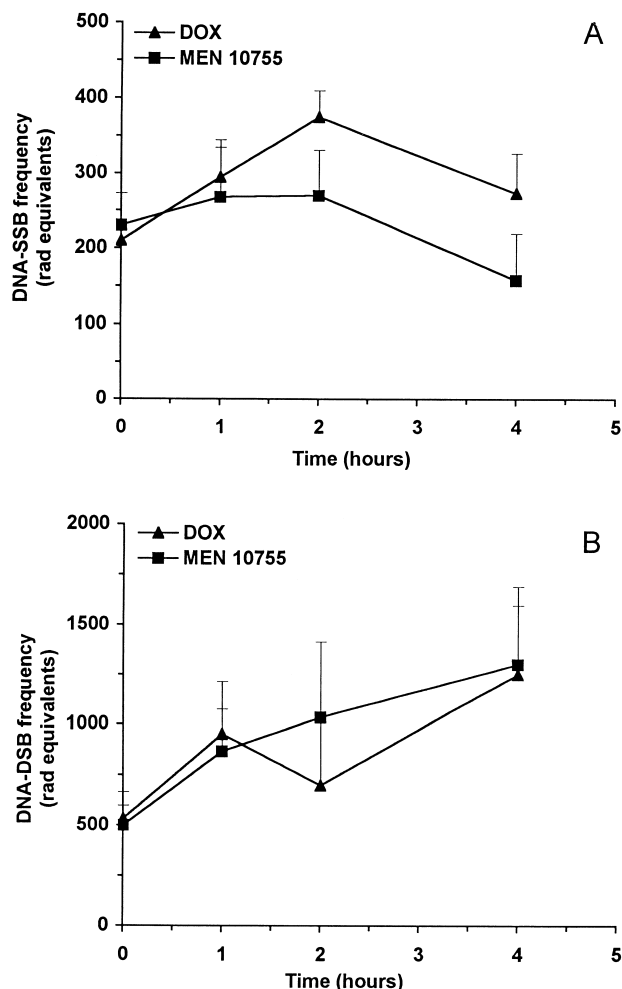 A
DOX
MEN 10755
DNA-SSB frequency
(rad equivalents)
500
400
300
200
100
0
0 1 2 3 4 5
Time (hours)
B
DOX
MEN 10755
DNA-DSB frequency
(rad equivalents)
2000
1500
1000
500
0
0 1 2 3 4 5
Time (hours)